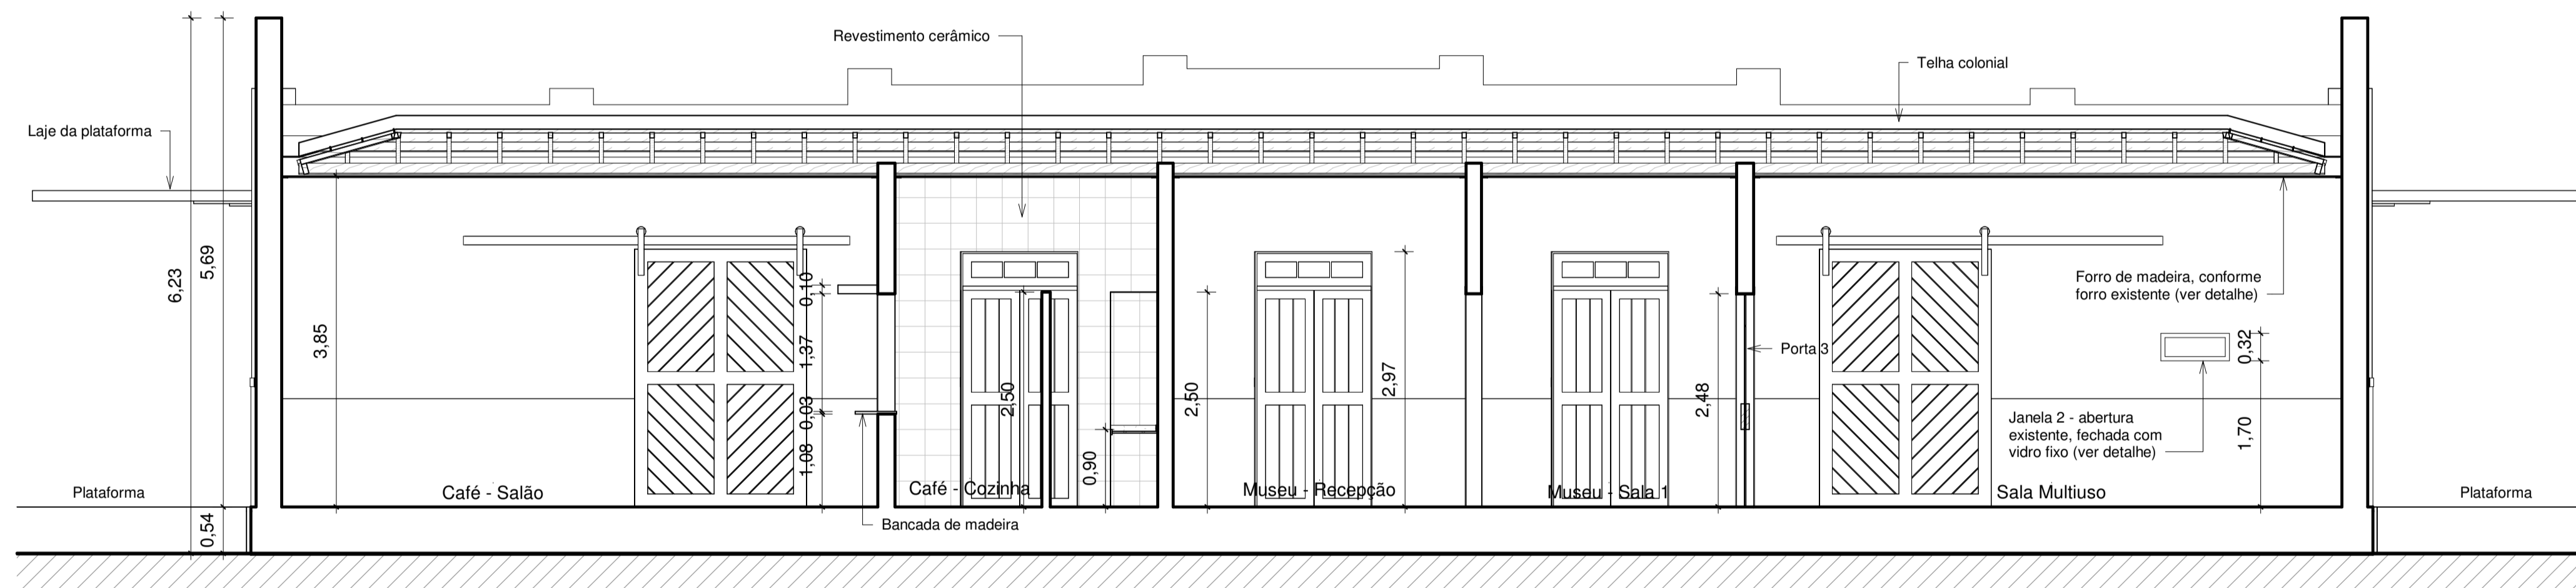 Revestimento cerâmico
Telha colonial
Laje da plataforma
6,23
5,69
0,54
3,85
0,10
1,37
0,03
1,08
2,50
0,90
2,50
2,97
2,48
Porta 3
Forro de madeira, conforme
forro existente (ver detalhe)
0,32
1,70
Janela 2 - abertura
existente, fechada com
vidro fixo (ver detalhe)
Plataforma
Café - Salão
Café - Cozinha
Museu - Recepção
Museu - Sala 1
Sala Multiuso
Plataforma
Bancada de madeira